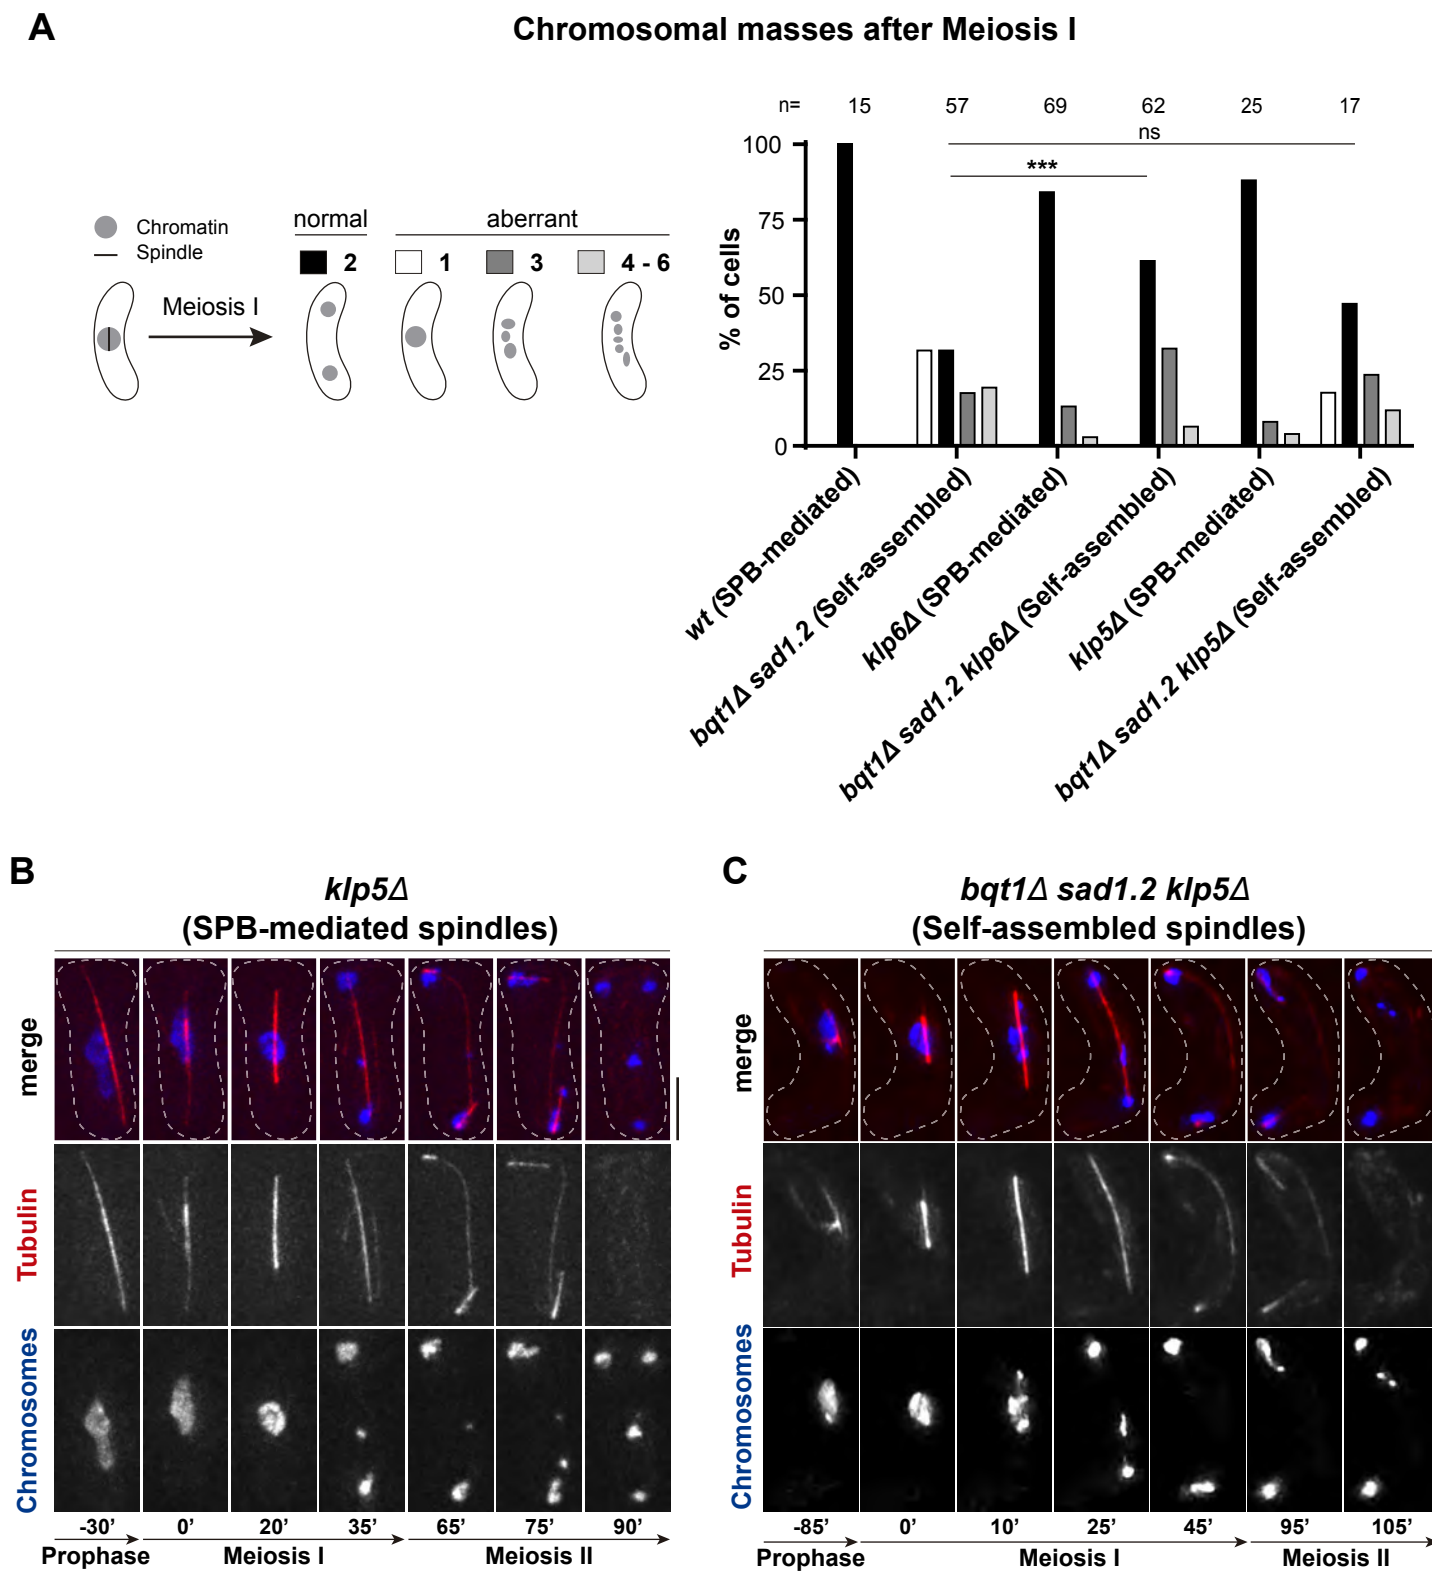 A
Chromosomal masses after Meiosis I
n= 15 57 69 62 25 17
ns
***
100
75
50
25
0
% of cells
Chromatin
Spindle
normal
aberrant
2 1 3 4 - 6
Meiosis I
wt (SPB-mediated)
bqt1Δ sad1.2 (Self-assembled)
klp6Δ (SPB-mediated)
bqt1Δ sad1.2 klp6Δ (Self-assembled)
klp5Δ (SPB-mediated)
bqt1Δ sad1.2 klp5Δ (Self-assembled)
B
klp5Δ
(SPB-mediated spindles)
merge
Tubulin
Chromosomes
-30’ 0’ 20’ 35’ 65’ 75’ 90’
Prophase Meiosis I Meiosis II
C
bqt1Δ sad1.2 klp5Δ
(Self-assembled spindles)
merge
Tubulin
Chromosomes
-85’ 0’ 10’ 25’ 45’ 95’ 105’
Prophase Meiosis I Meiosis II